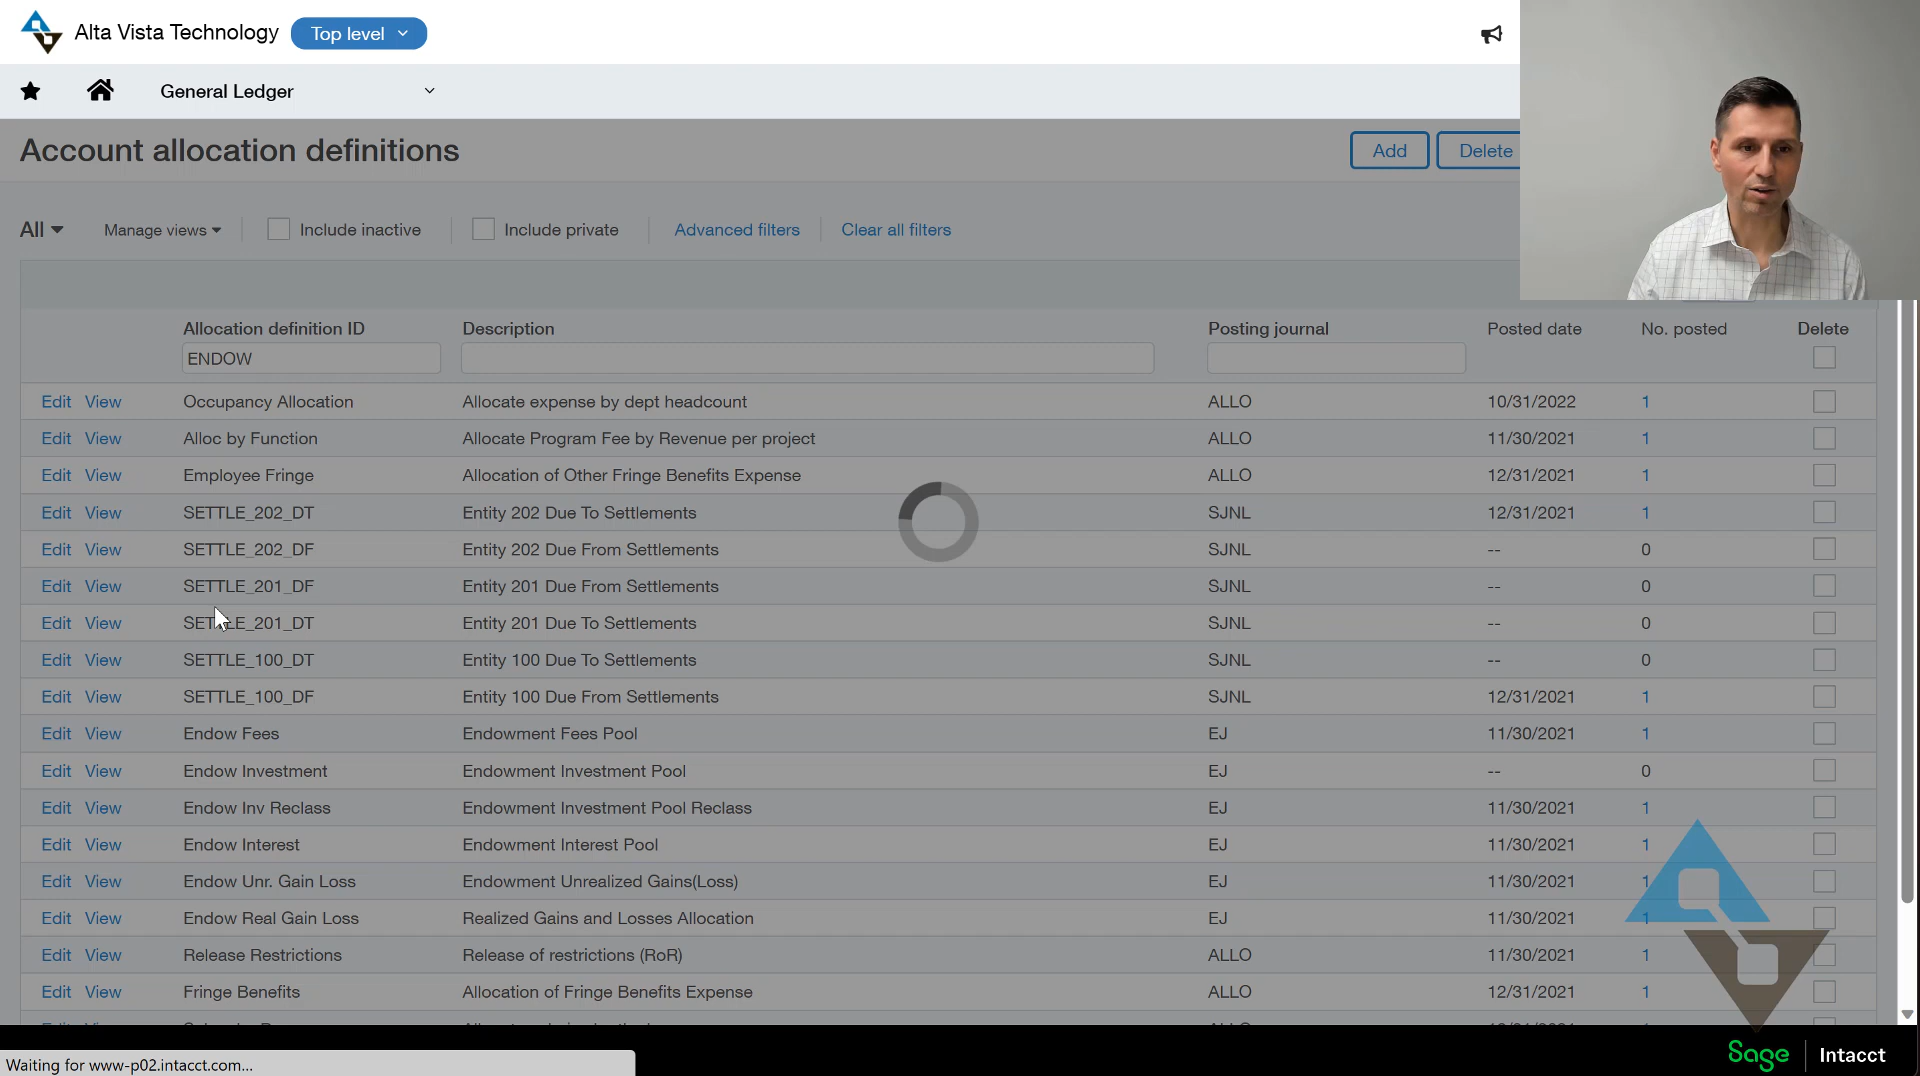 Alta Vista Technology Top level
General Ledger
Account allocation definitions Add Delete
All Manage views Include inactive Include private Advanced filters Clear all filters
Allocation definition ID Description Posting journal Posted date No. posted Delete
ENDOW
Edit View Occupancy Allocation Allocate expense by dept headcount ALLO 10/31/2022 1
Edit View Alloc by Function Allocate Program Fee by Revenue per project ALLO 11/30/2021 1
Edit View Employee Fringe Allocation of Other Fringe Benefits Expense ALLO 12/31/2021 1
Edit View SETTLE_202_DT Entity 202 Due To Settlements SJNL 12/31/2021 1
Edit View SETTLE_202_DF Entity 202 Due From Settlements SJNL -- 0
Edit View SETTLE_201_DF Entity 201 Due From Settlements SJNL -- 0
Edit View SETTLE_201_DT Entity 201 Due To Settlements SJNL -- 0
Edit View SETTLE_100_DT Entity 100 Due To Settlements SJNL -- 0
Edit View SETTLE_100_DF Entity 100 Due From Settlements SJNL 12/31/2021 1
Edit View Endow Fees Endowment Fees Pool EJ 11/30/2021 1
Edit View Endow Investment Endowment Investment Pool EJ -- 0
Edit View Endow Inv Reclass Endowment Investment Pool Reclass EJ 11/30/2021 1
Edit View Endow Interest Endowment Interest Pool EJ 11/30/2021 1
Edit View Endow Unr. Gain Loss Endowment Unrealized Gains(Loss) EJ 11/30/2021 1
Edit View Endow Real Gain Loss Realized Gains and Losses Allocation EJ 11/30/2021 1
Edit View Release Restrictions Release of restrictions (RoR) ALLO 11/30/2021 1
Edit View Fringe Benefits Allocation of Fringe Benefits Expense ALLO 12/31/2021 1
Sage Intacct
Waiting for www-p02.intacct.com...